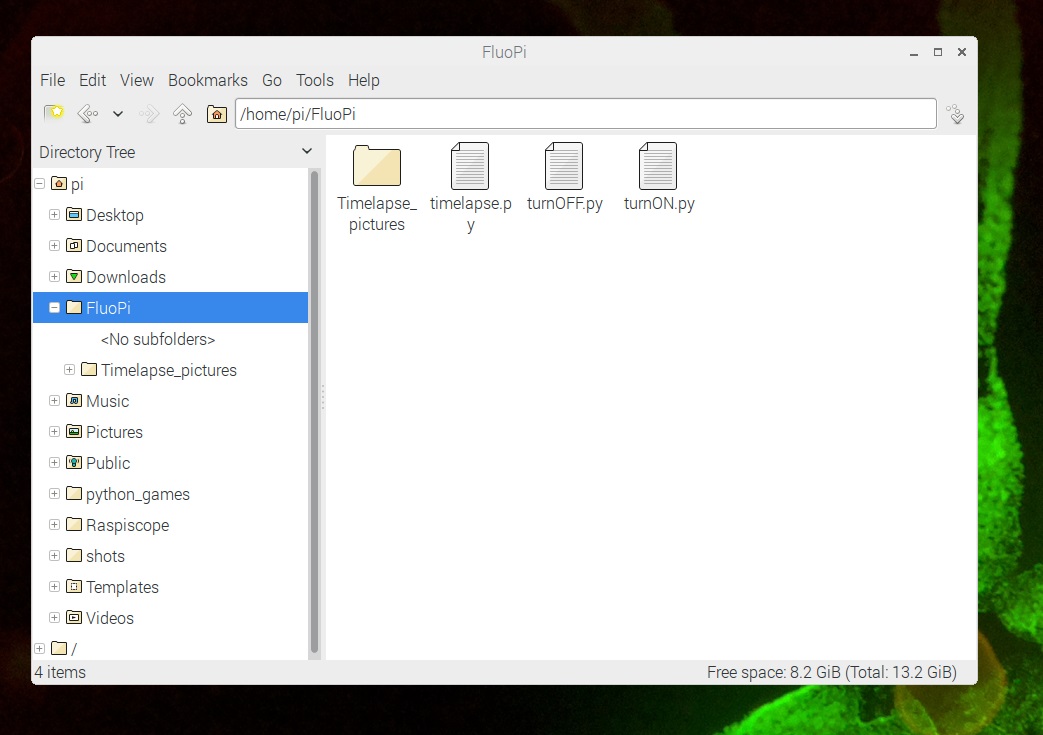 FluoPi
File Edit View Bookmarks Go Tools Help
/home/pi/FluoPi
Directory Tree
pi
Desktop
Documents
Downloads
FluoPi
<No subfolders>
Timelapse_pictures
Music
Pictures
Public
python_games
Raspiscope
shots
Templates
Videos
/
Timelapse_
pictures
timelapse.p
y
turnOFF.py
turnON.py
4 items
Free space: 8.2 GiB (Total: 13.2 GiB)